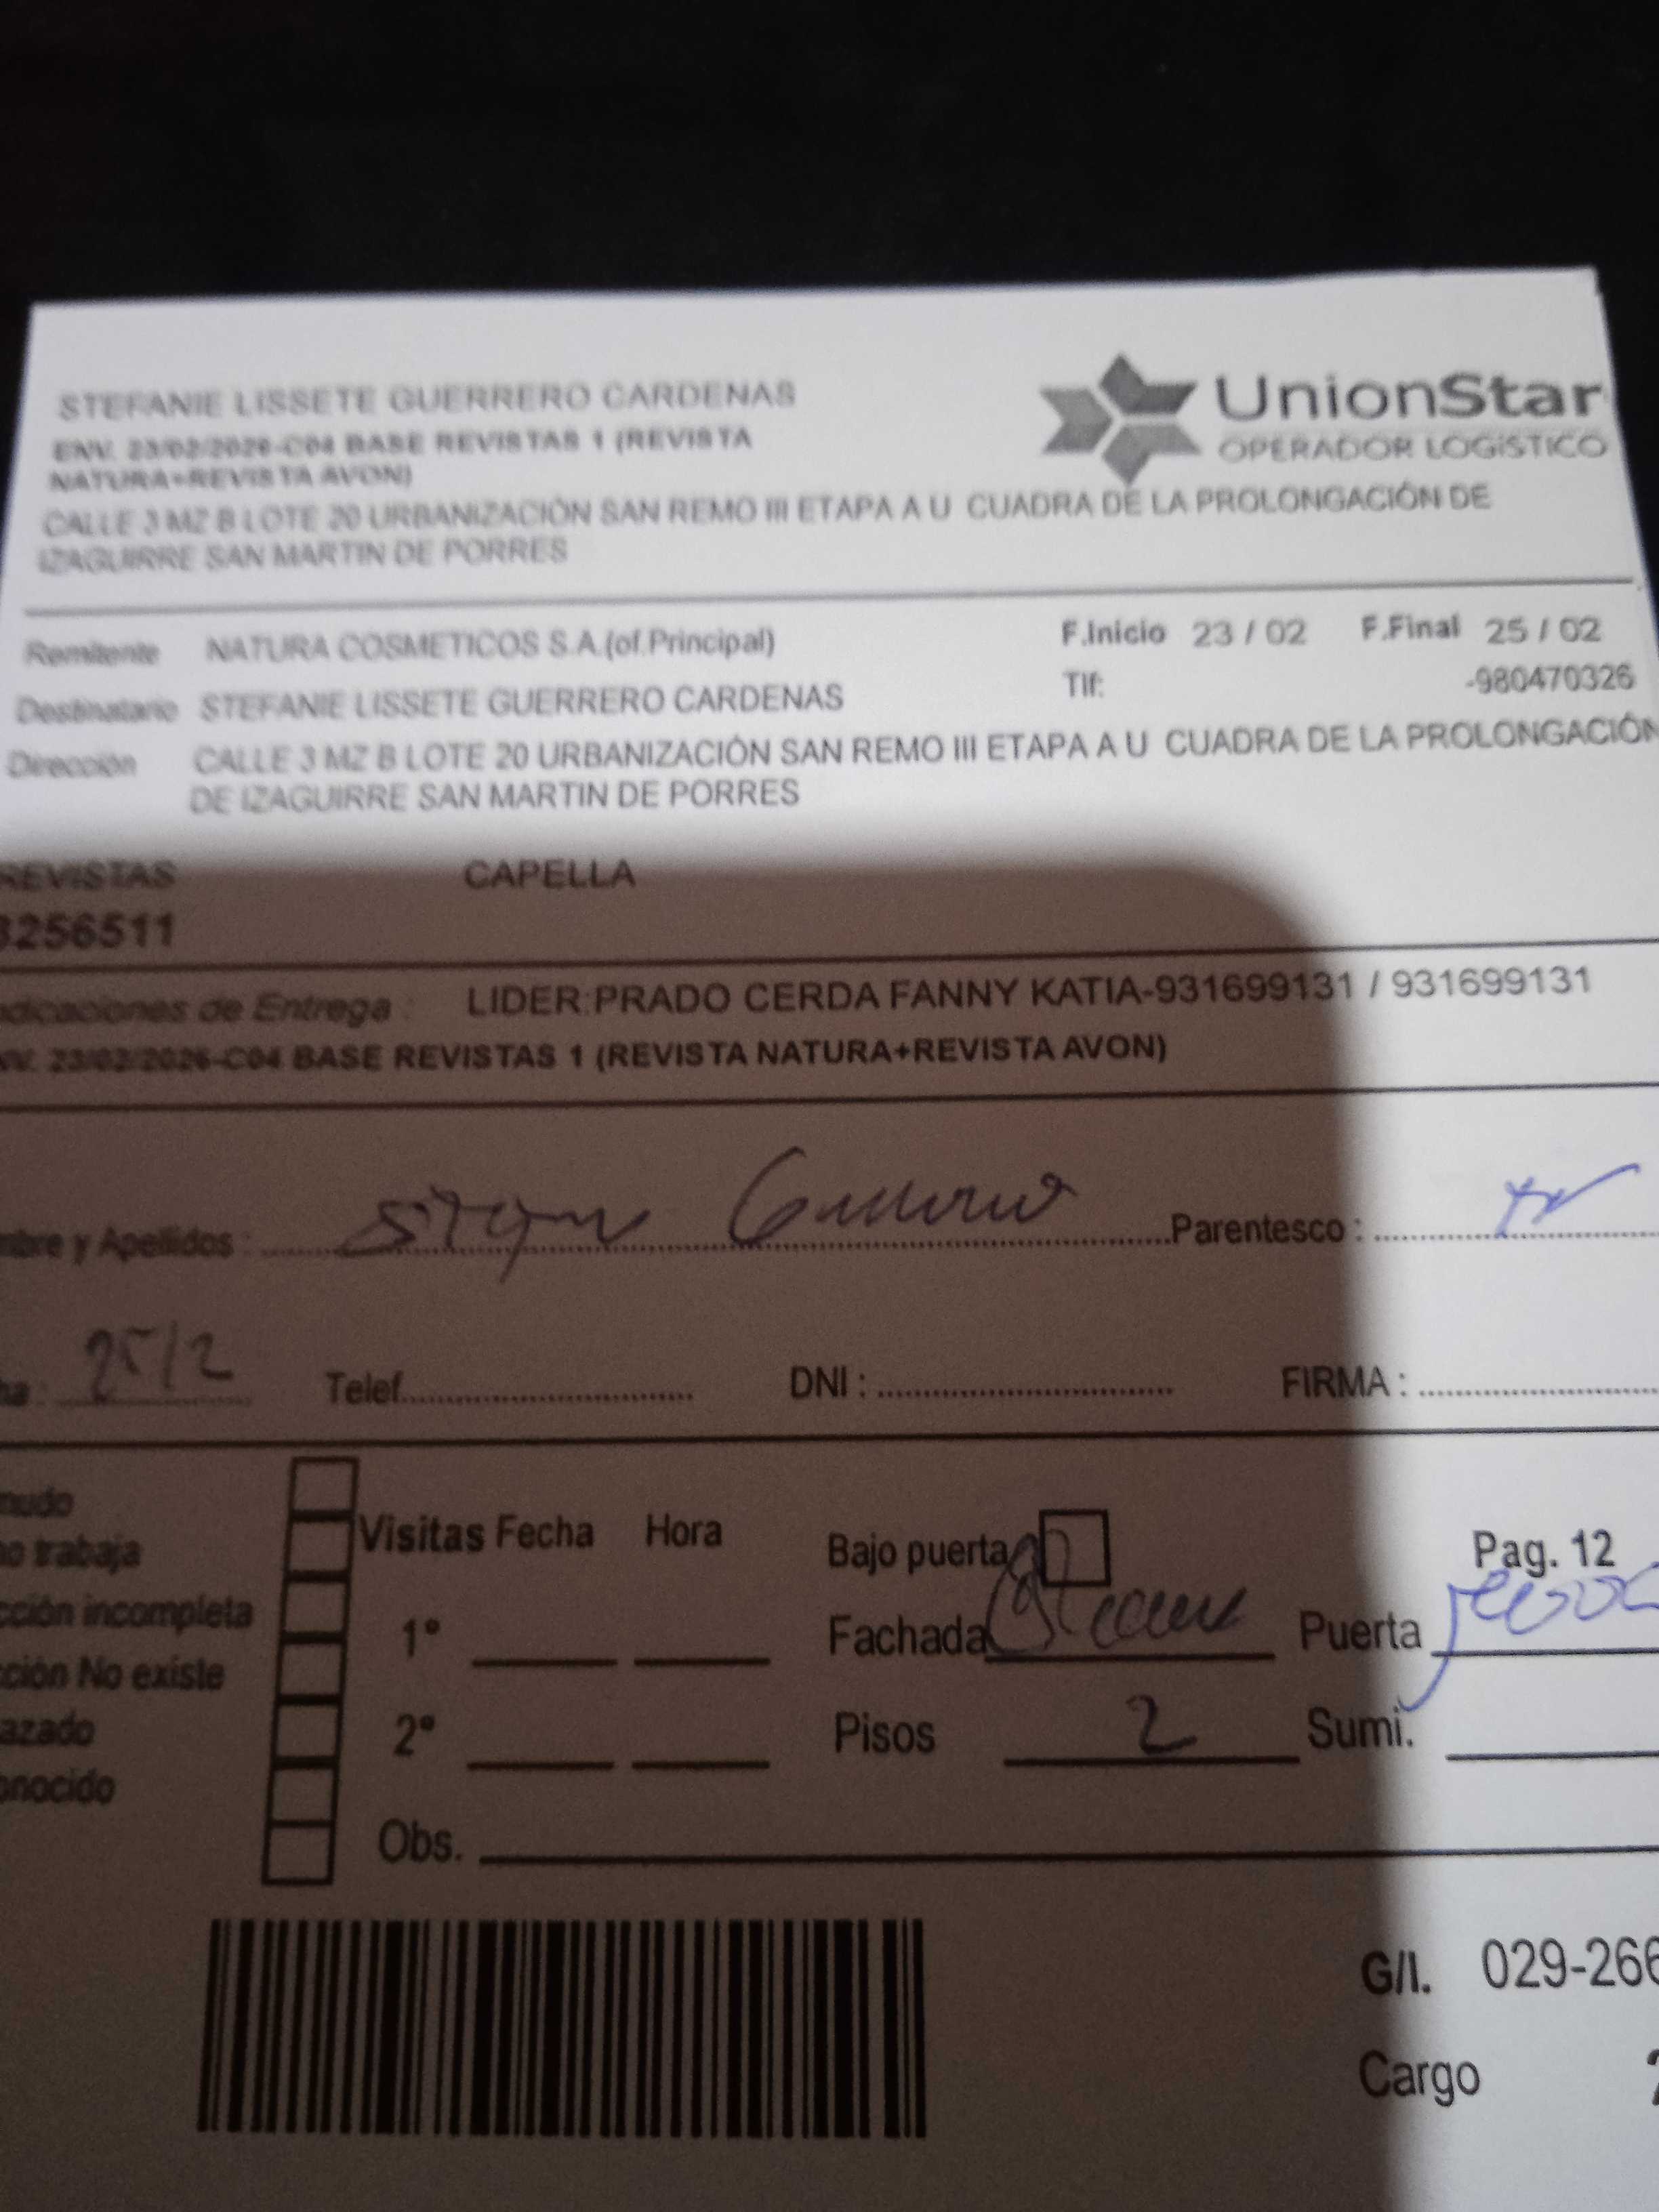 STEFANIE LISSETE GUERRERO CARDENAS
ENV. 23/02/2026-C04 BASE REVISTAS 1 (REVISTA
NATURA+REVISTA AVON)
CALLE 3 MZ B LOTE 20 URBANIZACIÓN SAN REMO III ETAPA A U CUADRA DE LA PROLONGACIÓN DE
IZAGUIRRE SAN MARTIN DE PORRES
UnionStar
OPERADOR LOGÍSTICO
Remitente NATURA COSMETICOS S.A.(of.Principal) F.Inicio 23 / 02 F.Final 25 / 02
Destinatario STEFANIE LISSETE GUERRERO CARDENAS Tlf: -980470326
Dirección CALLE 3 MZ B LOTE 20 URBANIZACIÓN SAN REMO III ETAPA A U CUADRA DE LA PROLONGACIÓN
DE IZAGUIRRE SAN MARTIN DE PORRES
REVISTAS CAPELLA
3256511
dicaciones de Entrega : LIDER:PRADO CERDA FANNY KATIA-931699131 / 931699131
NV. 23/02/2026-C04 BASE REVISTAS 1 (REVISTA NATURA+REVISTA AVON)
mbre y Apellidos : Guerrero Parentesco :
ha : 25/2 Telef. DNI : FIRMA :
mudo
no trabaja
cción incompleta
cción No existe
azado
onocido
Visitas Fecha Hora
1°
2°
Obs.
Bajo puerta Pag. 12
Fachada Puerta
Pisos 2 Sumi.
G/I. 029-266
Cargo